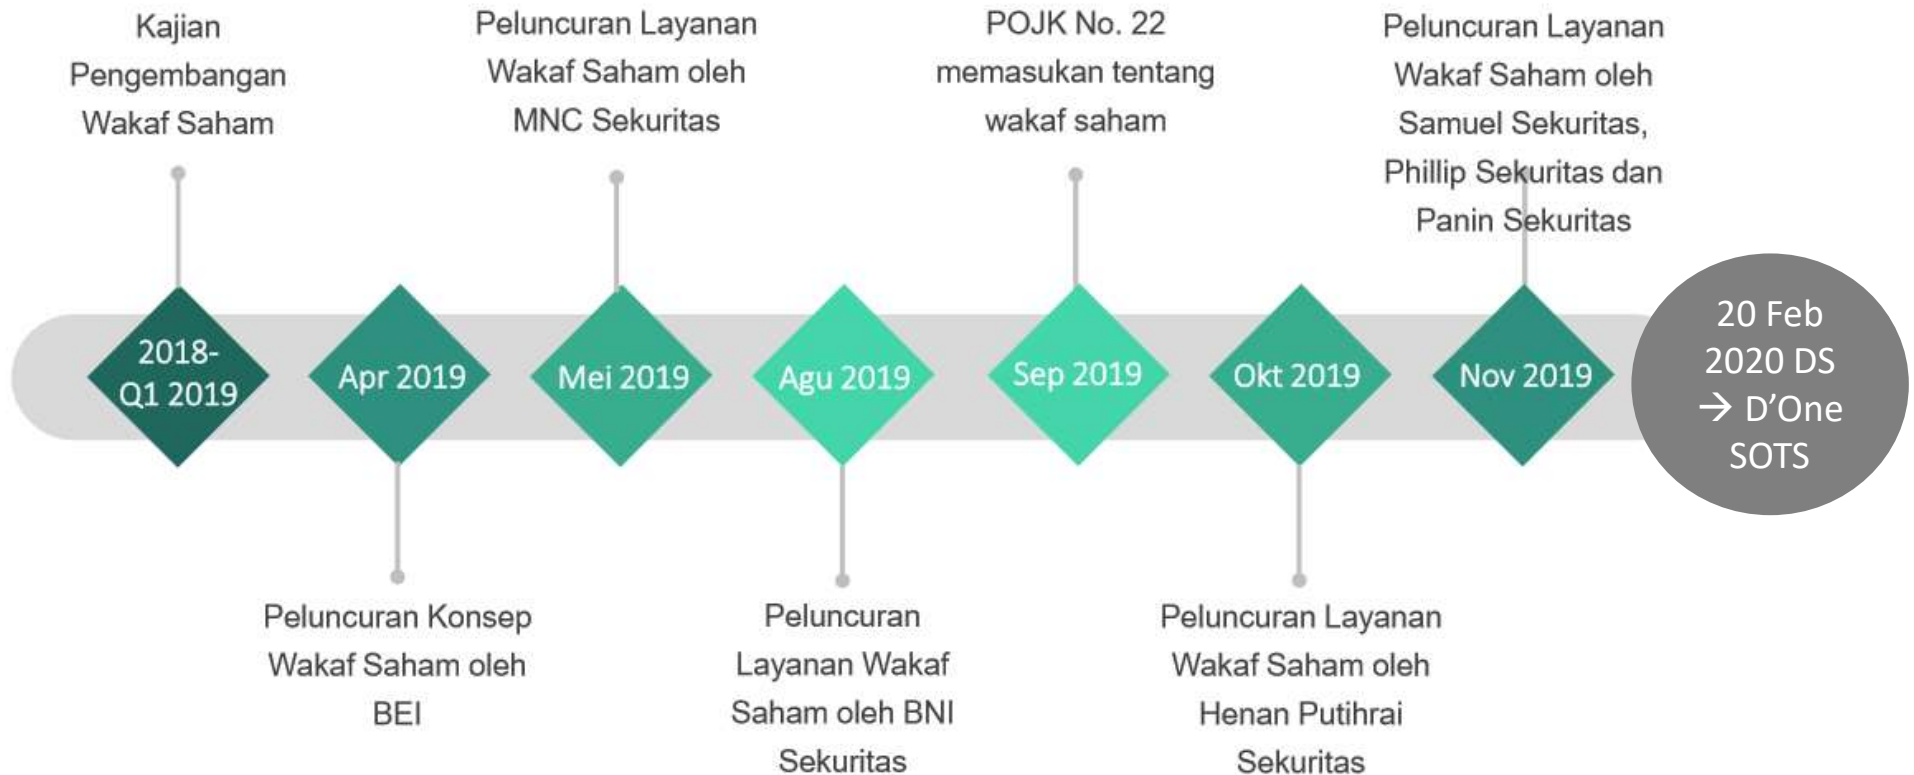 Kajian
Pengembangan
Wakaf Saham
Peluncuran Layanan
Wakaf Saham oleh
MNC Sekuritas
POJK No. 22
memasukan tentang
wakaf saham
Peluncuran Layanan
Wakaf Saham oleh
Samuel Sekuritas,
Phillip Sekuritas dan
Panin Sekuritas
2018-
Q1 2019
Apr 2019
Mei 2019
Agu 2019
Sep 2019
Okt 2019
Nov 2019
20 Feb
2020 DS
→ D’One
SOTS
Peluncuran Konsep
Wakaf Saham oleh
BEI
Peluncuran
Layanan Wakaf
Saham oleh BNI
Sekuritas
Peluncuran Layanan
Wakaf Saham oleh
Henan Putihrai
Sekuritas